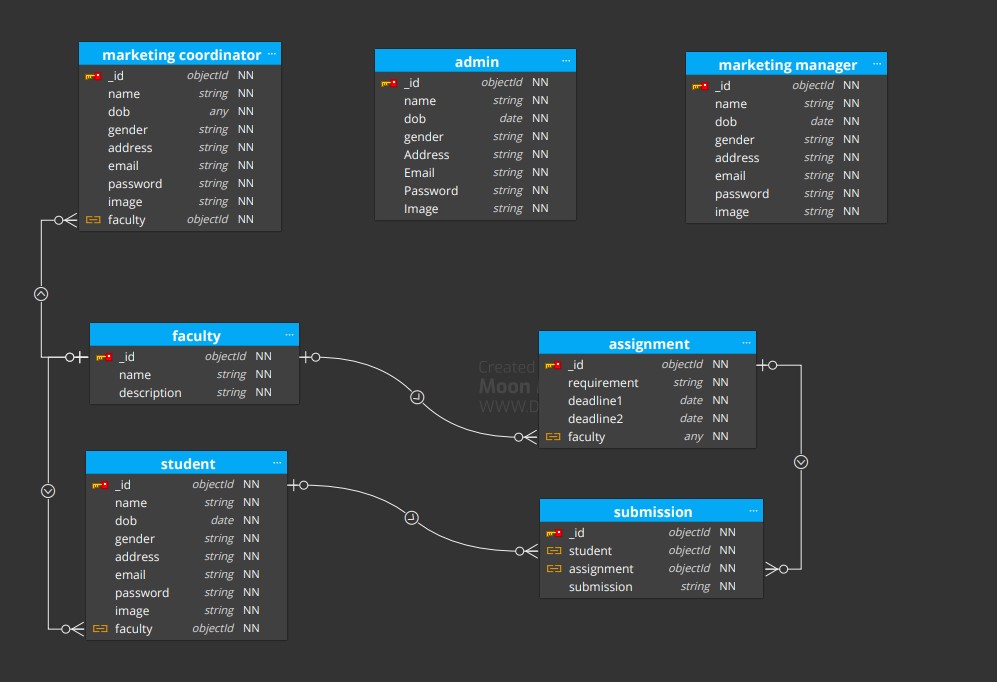 marketing coordinator ...
_id objectId NN
name string NN
dob any NN
gender string NN
address string NN
email string NN
password string NN
image string NN
faculty objectId NN
admin ...
_id objectId NN
name string NN
dob date NN
gender string NN
Address string NN
Email string NN
Password string NN
Image string NN
marketing manager ...
_id objectId NN
name string NN
dob date NN
gender string NN
address string NN
email string NN
password string NN
image string NN
faculty ...
_id objectId NN
name string NN
description string NN
Created
Moon
WWW.D
assignment ...
_id objectId NN
requirement string NN
deadline1 date NN
deadline2 date NN
faculty any NN
student ...
_id objectId NN
name string NN
dob date NN
gender string NN
address string NN
email string NN
password string NN
image string NN
faculty objectId NN
submission ...
_id objectId NN
student objectId NN
assignment objectId NN
submission string NN